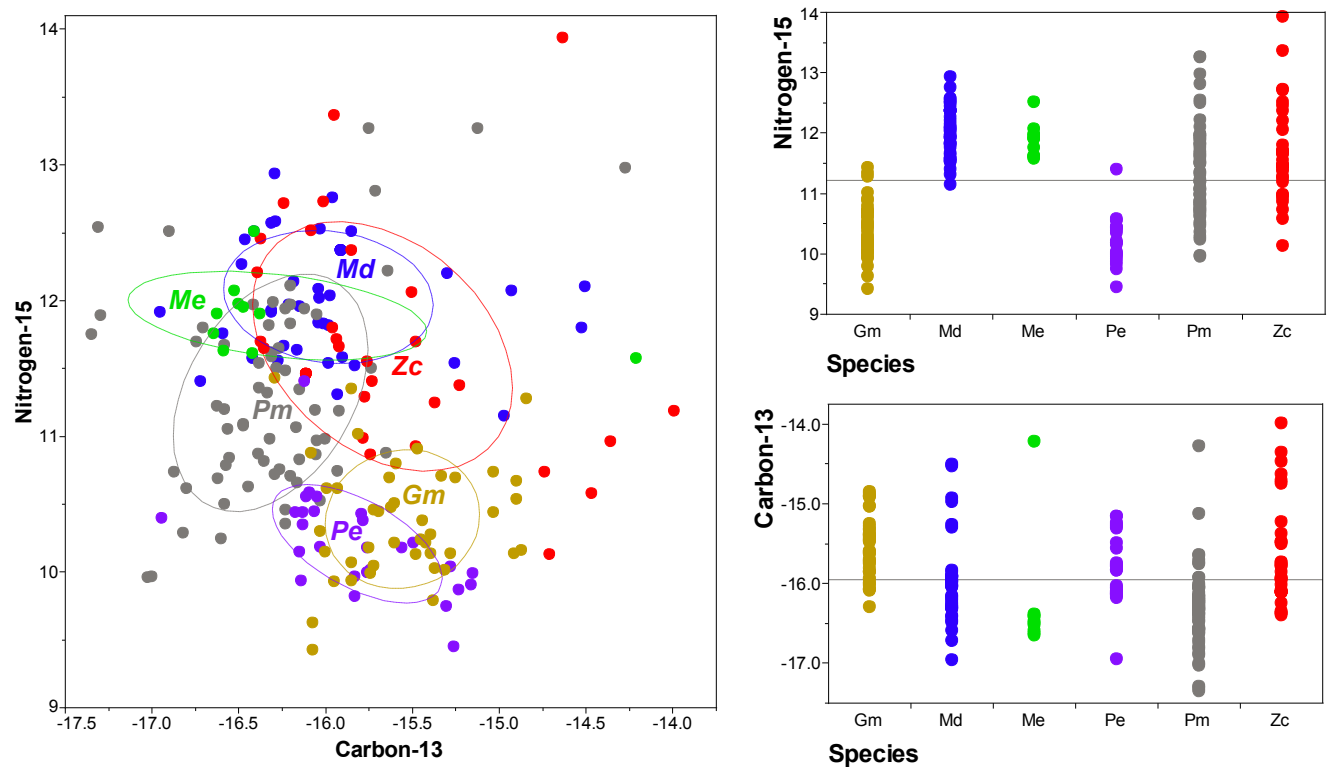 14
13
12
11
10
9
Nitrogen-15
-17.5 -17.0 -16.5 -16.0 -15.5 -15.0 -14.5 -14.0
Carbon-13
Md
Me
Zc
Pm
Gm
Pe
14
13
12
11
10
9
Nitrogen-15
Gm Md Me Pe Pm Zc
Species
-14.0
-15.0
-16.0
-17.0
Carbon-13
Gm Md Me Pe Pm Zc
Species